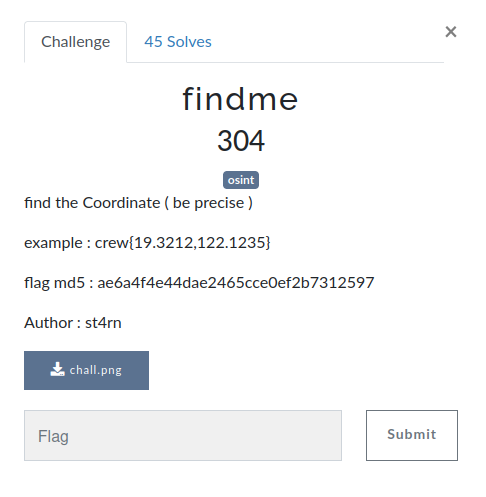 Challenge
45 Solves
×
findme
304
osint
find the Coordinate ( be precise )
example : crew{19.3212,122.1235}
flag md5 : ae6a4f4e44dae2465cce0ef2b7312597
Author : st4rn
chall.png
Flag
Submit